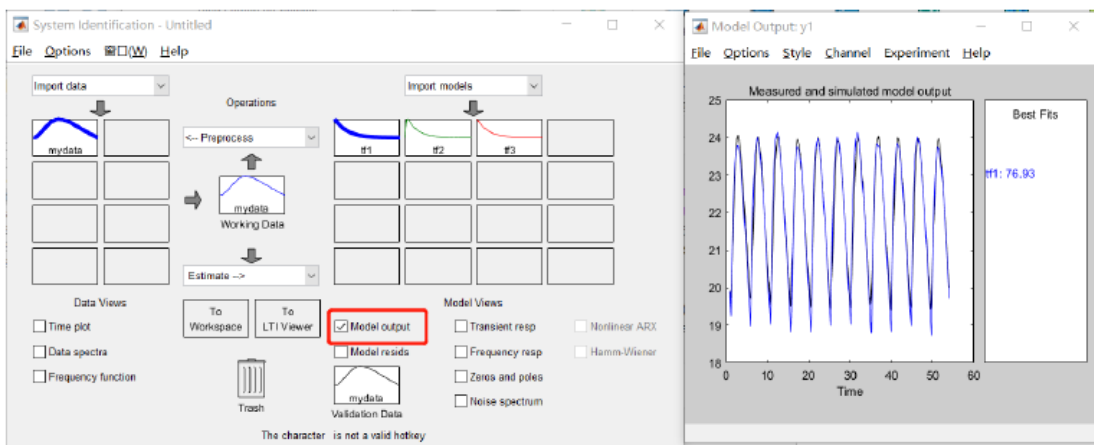 System Identification - Untitled
File Options 窗口(W) Help
Import data
Import models
Operations
mydata
<-- Preprocess
tf1
tf2
tf3
mydata
Working Data
Estimate -->
Data Views
To
Workspace
To
LTI Viewer
Model Views
Time plot
Data spectra
Frequency function
Model output
Model resids
Transient resp
Frequency resp
Zeros and poles
Noise spectrum
Nonlinear ARX
Hamm-Wiener
Trash
mydata
Validation Data
The character is not a valid hotkey
Model Output: y1
File Options Style Channel Experiment Help
Measured and simulated model output
25
24
23
22
21
20
19
18
0 10 20 30 40 50 60
Time
Best Fits
tf1: 76.93